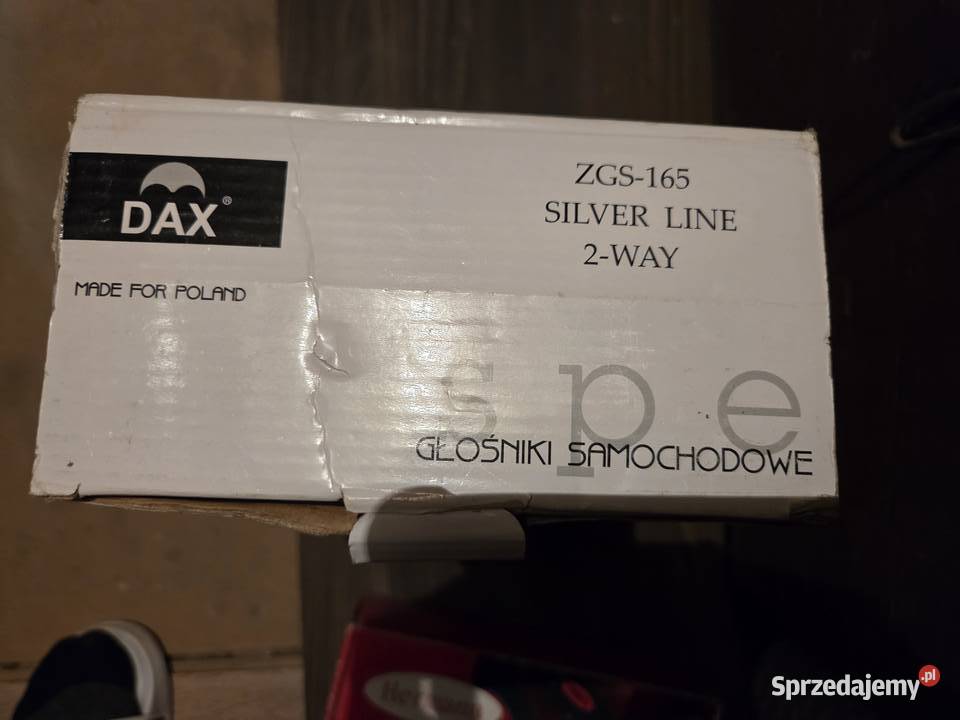 DAX®
MADE FOR POLAND
ZGS-165
SILVER LINE
2-WAY
spe
GŁOŚNIKI SAMOCHODOWE
Sprzedajemy.pl